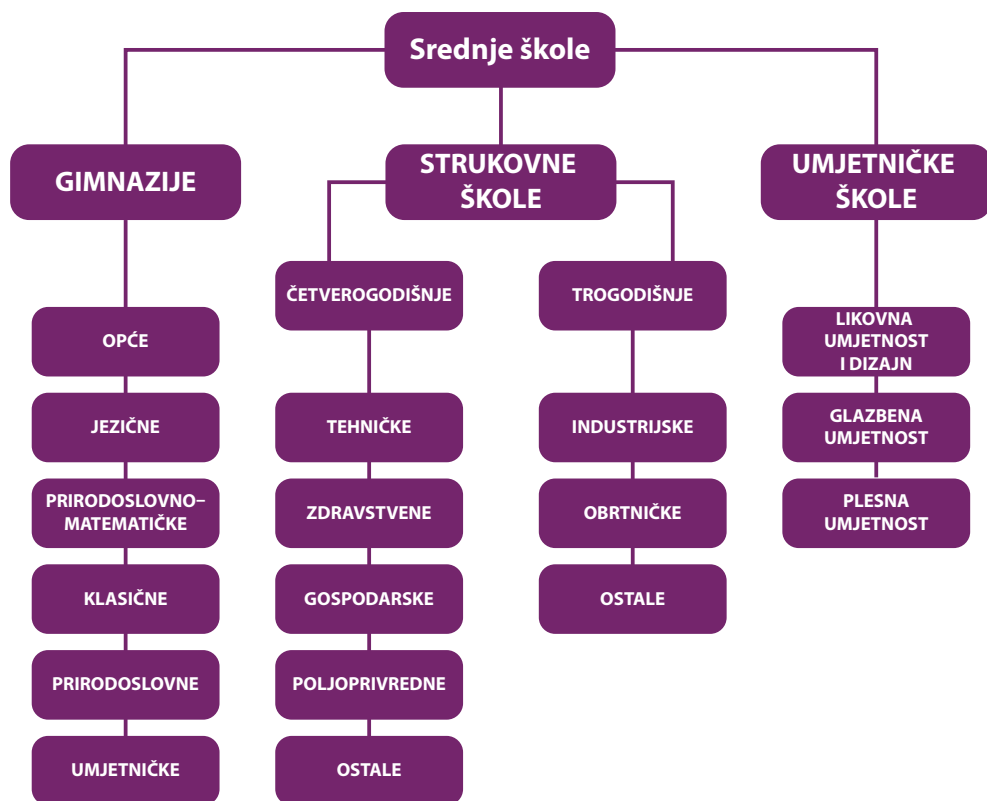 Srednje škole
GIMNAZIJE
STRUKOVNE
ŠKOLE
UMJETNIČKE
ŠKOLE
OPĆE
JEZIČNE
PRIRODOSLOVNO–
MATEMATIČKE
KLASIČNE
PRIRODOSLOVNE
UMJETNIČKE
ČETVEROGODIŠNJE
TEHNIČKE
ZDRAVSTVENE
GOSPODARSKE
POLJOPRIVREDNE
OSTALE
TROGODIŠNJE
INDUSTRIJSKE
OBRTNIČKE
OSTALE
LIKOVNA
UMJETNOST
I DIZAJN
GLAZBENA
UMJETNOST
PLESNA
UMJETNOST